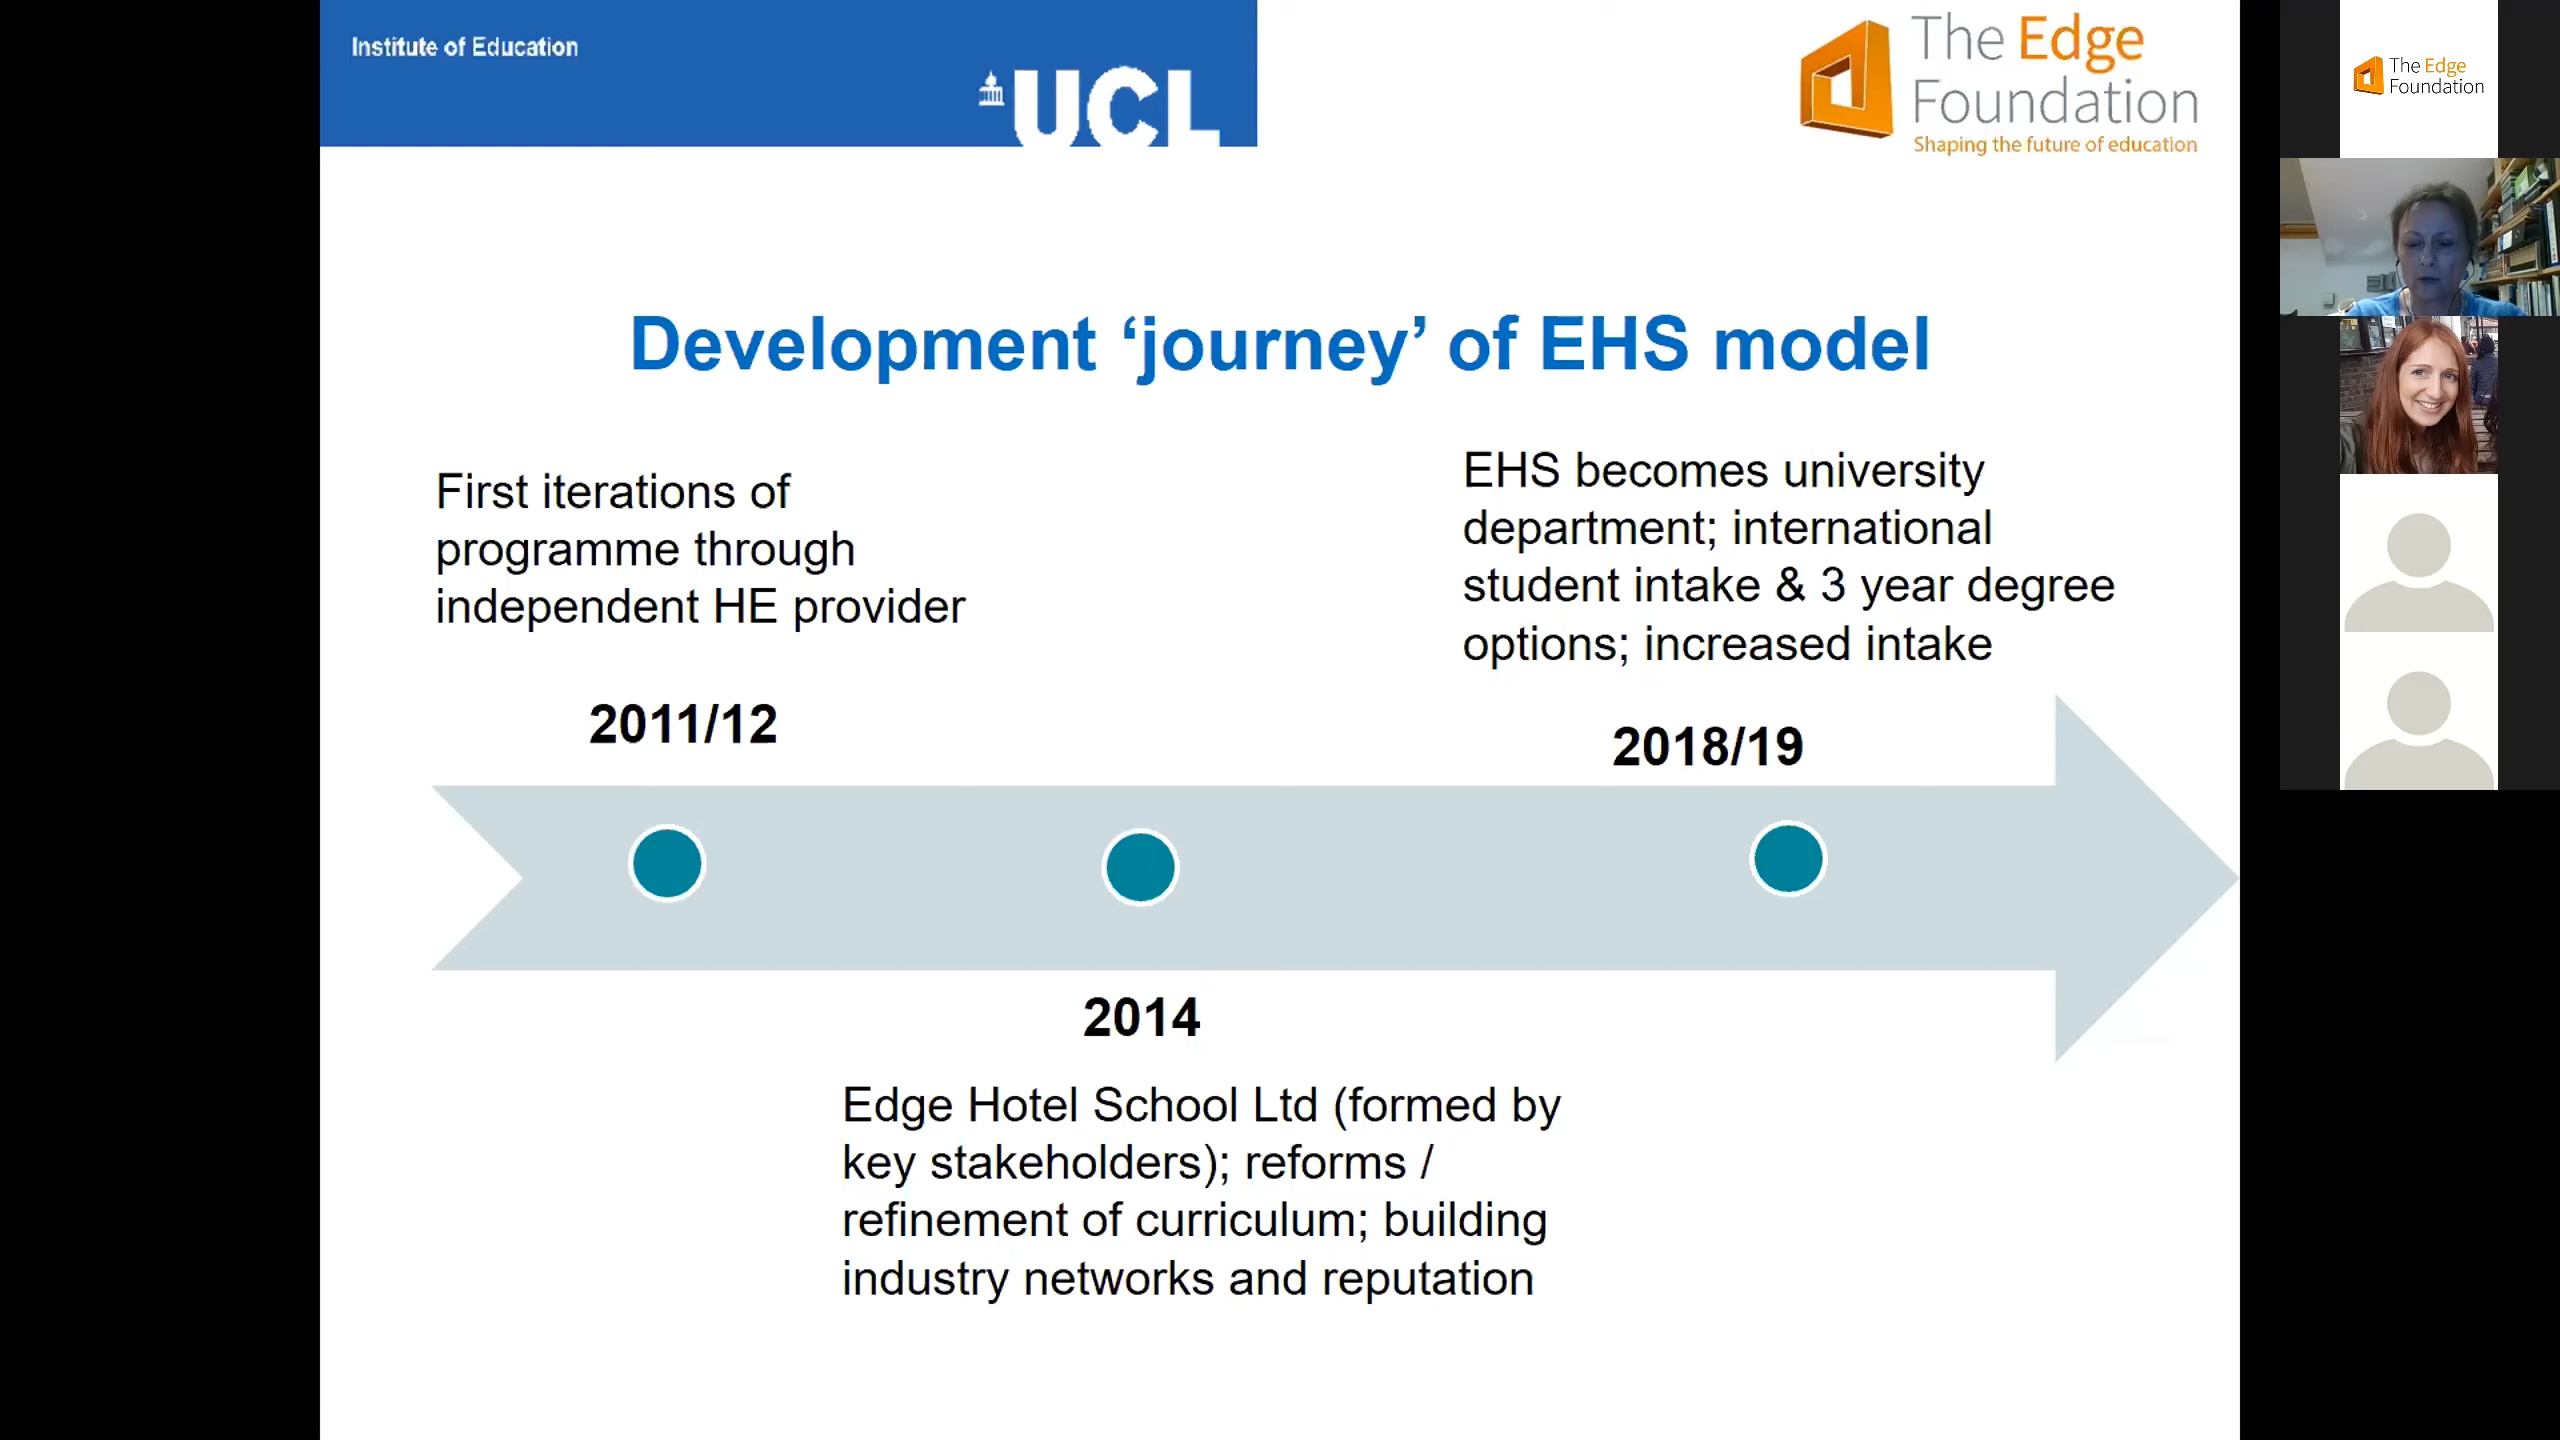 Institute of Education
UCL
The Edge
Foundation
Shaping the future of education
Development ‘journey’ of EHS model
First iterations of
programme through
independent HE provider
2011/12
EHS becomes university
department; international
student intake & 3 year degree
options; increased intake
2018/19
2014
Edge Hotel School Ltd (formed by
key stakeholders); reforms /
refinement of curriculum; building
industry networks and reputation
The Edge
Foundation